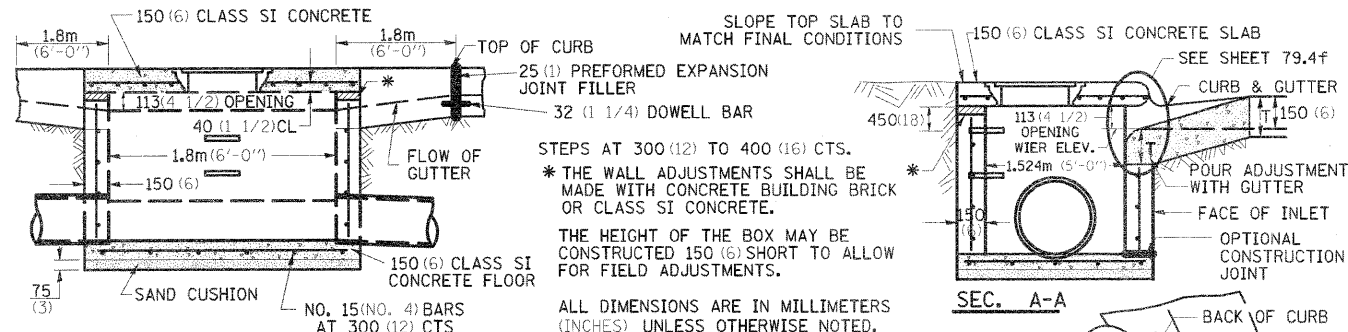 150 (6) CLASS SI CONCRETE
1.8m
(6'-0")
1.8m
(6'-0")
TOP OF CURB
25 (1) PREFORMED EXPANSION
JOINT FILLER
*
113(4 1/2) OPENING
32 (1 1/4) DOWELL BAR
40 (1 1/2)CL
1.8m(6'-0")
FLOW OF
GUTTER
150 (6)
150 (6) CLASS SI
CONCRETE FLOOR
75
(3)
SAND CUSHION
NO. 15(NO. 4) BARS
AT 300 (12) CTS
STEPS AT 300 (12) TO 400 (16) CTS.
* THE WALL ADJUSTMENTS SHALL BE
MADE WITH CONCRETE BUILDING BRICK
OR CLASS SI CONCRETE.
THE HEIGHT OF THE BOX MAY BE
CONSTRUCTED 150 (6) SHORT TO ALLOW
FOR FIELD ADJUSTMENTS.
ALL DIMENSIONS ARE IN MILLIMETERS
(INCHES) UNLESS OTHERWISE NOTED.
SLOPE TOP SLAB TO
MATCH FINAL CONDITIONS
150 (6) CLASS SI CONCRETE SLAB
SEE SHEET 79.4f
CURB & GUTTER
450(18)
113(4 1/2)
OPENING
WIER ELEV.
T
150 (6)
*
1.524m (5'-0")
T
POUR ADJUSTMENT
WITH GUTTER
150
(6)
FACE OF INLET
OPTIONAL
CONSTRUCTION
JOINT
SEC. A-A
BACK OF CURB